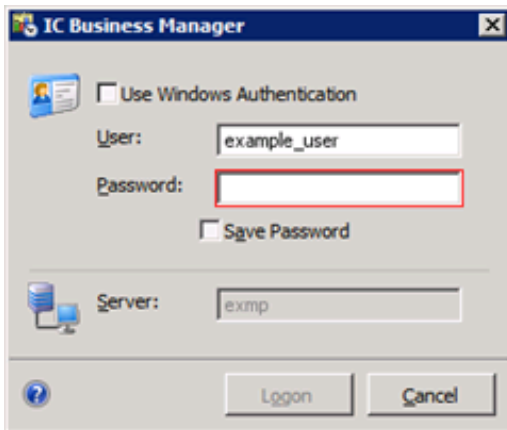 IC Business Manager
Use Windows Authentication
User:
example_user
Password:
Save Password
Server:
exmp
Logon
Cancel